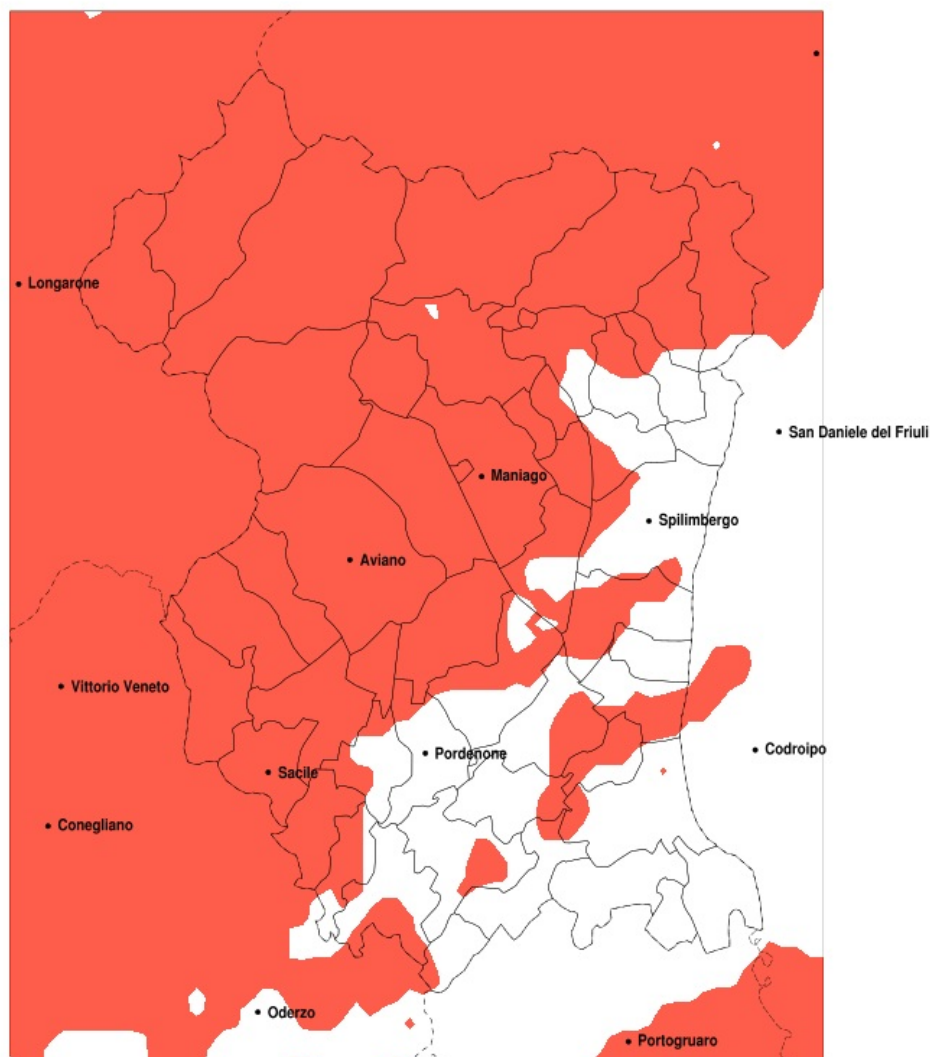 Longarone
San Daniele del Friuli
Maniago
Spilimbergo
Aviano
Vittorio Veneto
Codroipo
Pordenone
Sacile
Conegliano
Oderzo
Portogruaro